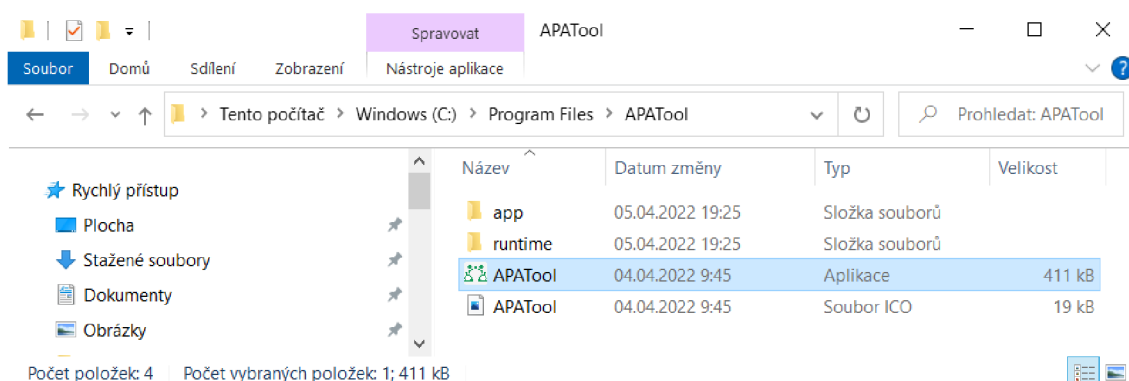 Spravovat APATool
Soubor Domů Sdílení Zobrazení Nástroje aplikace
Tento počítač Windows (C:) Program Files APATool Prohledat: APATool
Název Datum změny Typ Velikost
Rychlý přístup
Plocha
Stažené soubory
Dokumenty
Obrázky
app 05.04.2022 19:25 Složka souborů
runtime 05.04.2022 19:25 Složka souborů
APATool 04.04.2022 9:45 Aplikace 411 kB
APATool 04.04.2022 9:45 Soubor ICO 19 kB
Počet položek: 4 Počet vybraných položek: 1; 411 kB